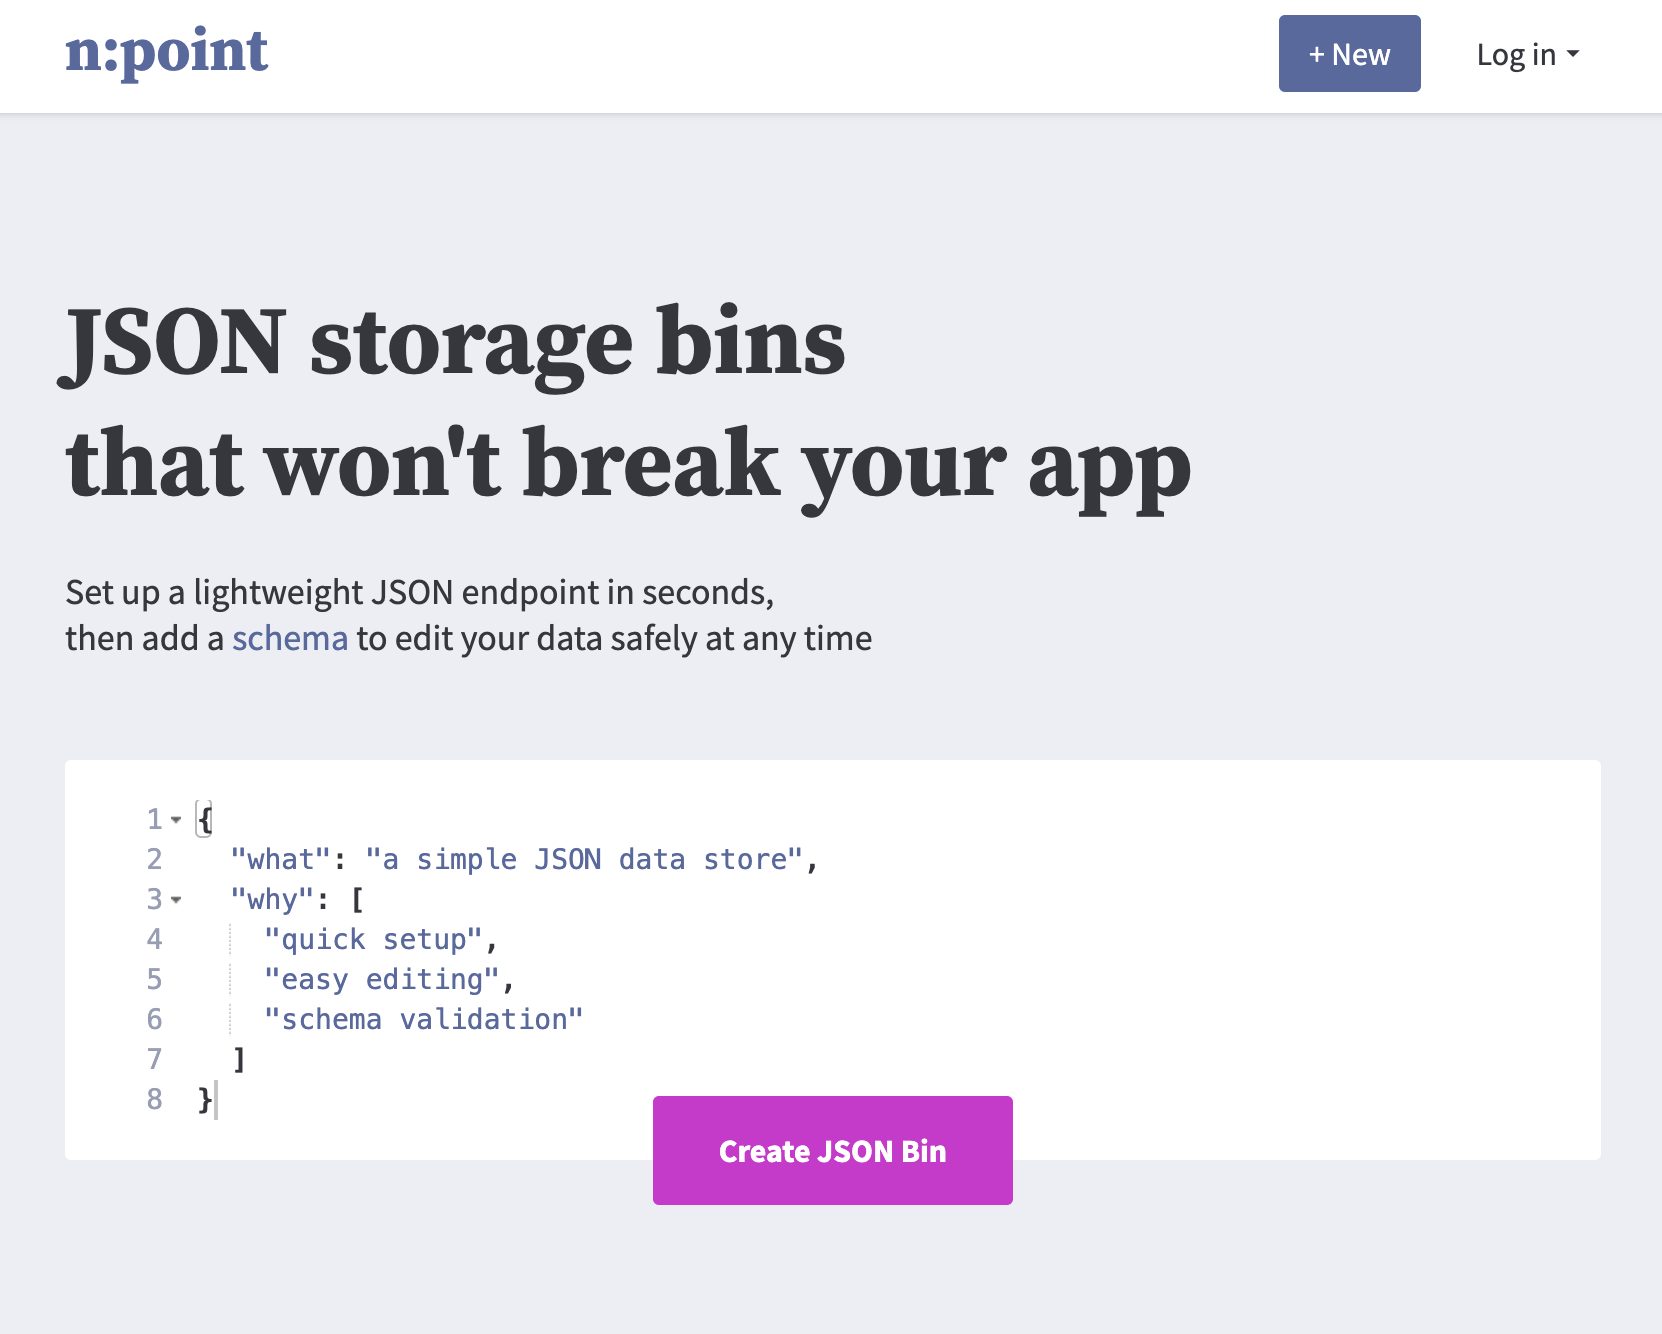 n:point
+ New
Log in
JSON storage bins
that won't break your app
Set up a lightweight JSON endpoint in seconds,
then add a schema to edit your data safely at any time
1 {
2 "what": "a simple JSON data store",
3 "why": [
4 "quick setup",
5 "easy editing",
6 "schema validation"
7 ]
8 }
Create JSON Bin